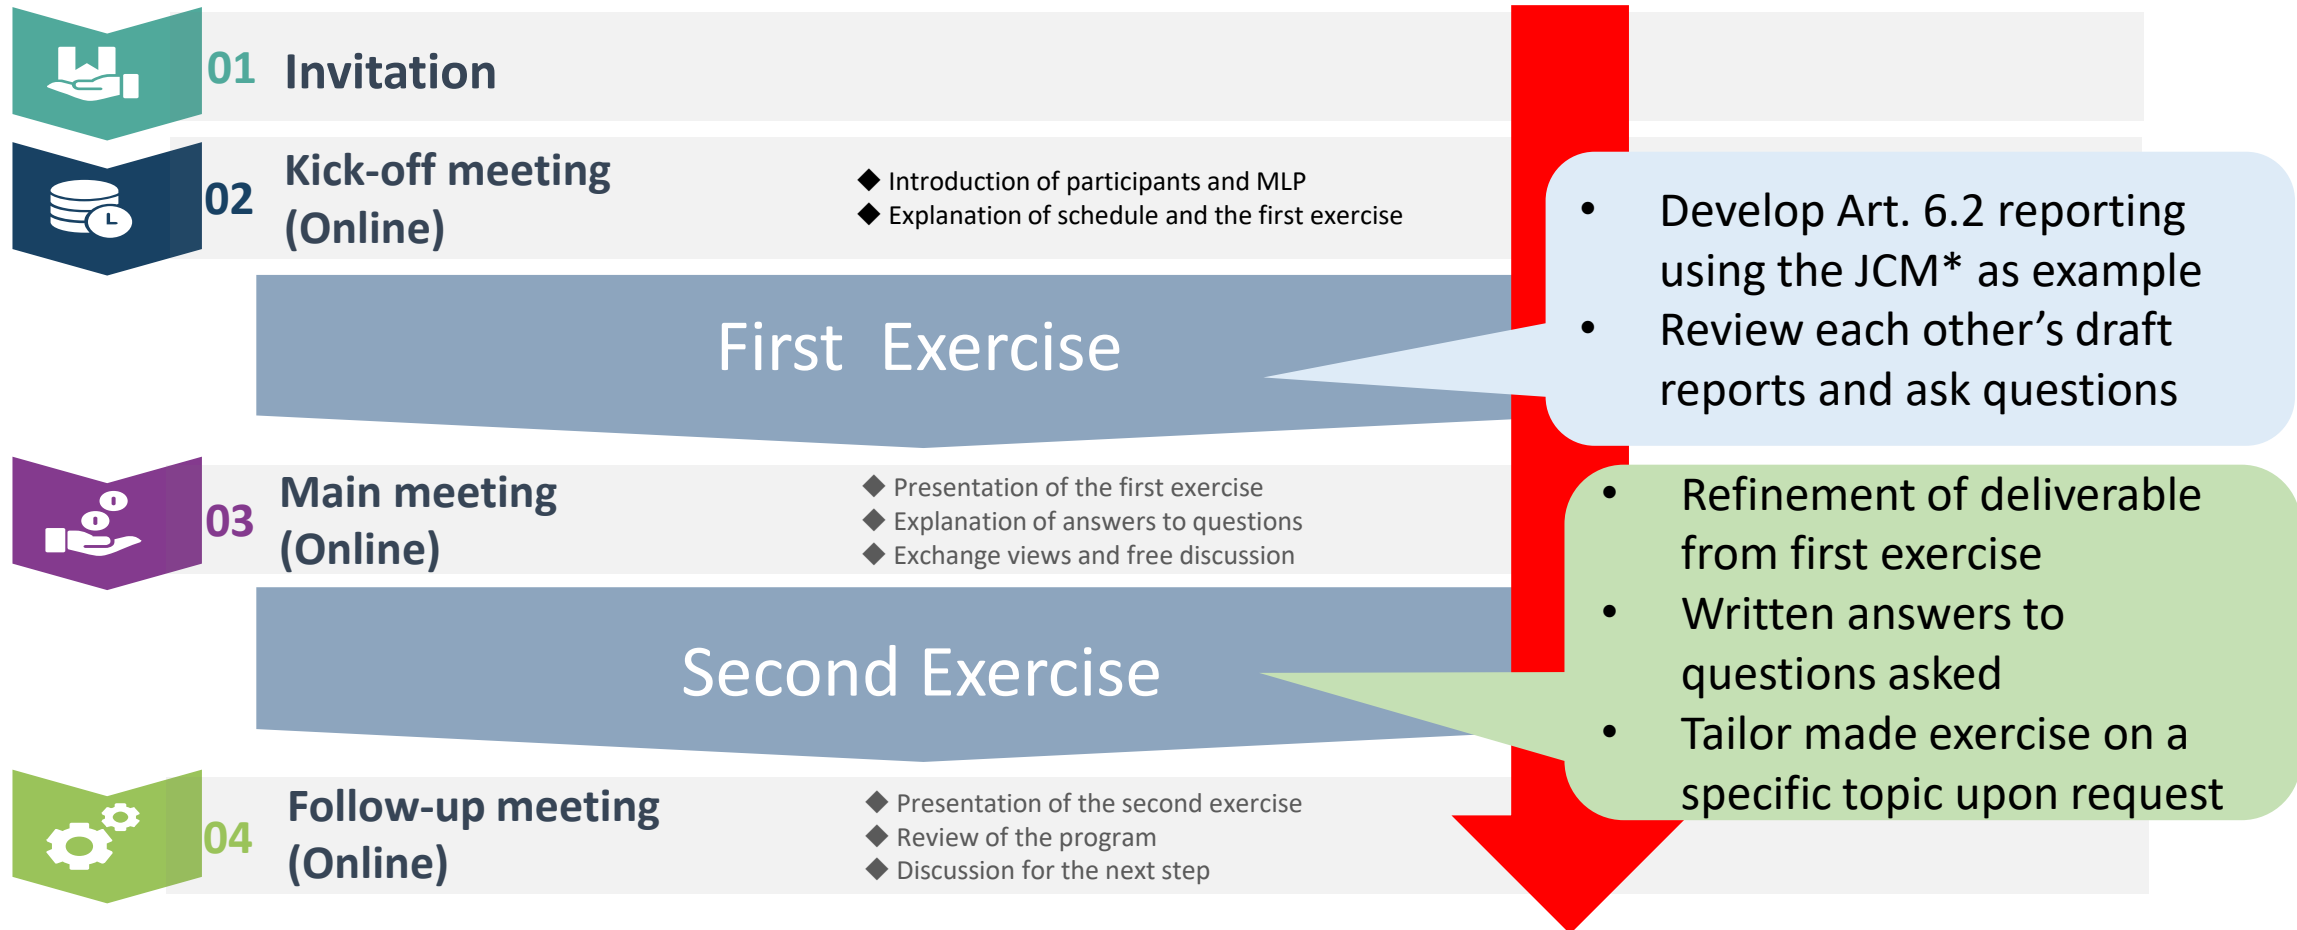 01 Invitation
02 Kick-off meeting
(Online)
◆ Introduction of participants and MLP
◆ Explanation of schedule and the first exercise
First Exercise
• Develop Art. 6.2 reporting
using the JCM* as example
• Review each other’s draft
reports and ask questions
03 Main meeting
(Online)
◆ Presentation of the first exercise
◆ Explanation of answers to questions
◆ Exchange views and free discussion
Second Exercise
• Refinement of deliverable
from first exercise
• Written answers to
questions asked
• Tailor made exercise on a
specific topic upon request
04 Follow-up meeting
(Online)
◆ Presentation of the second exercise
◆ Review of the program
◆ Discussion for the next step